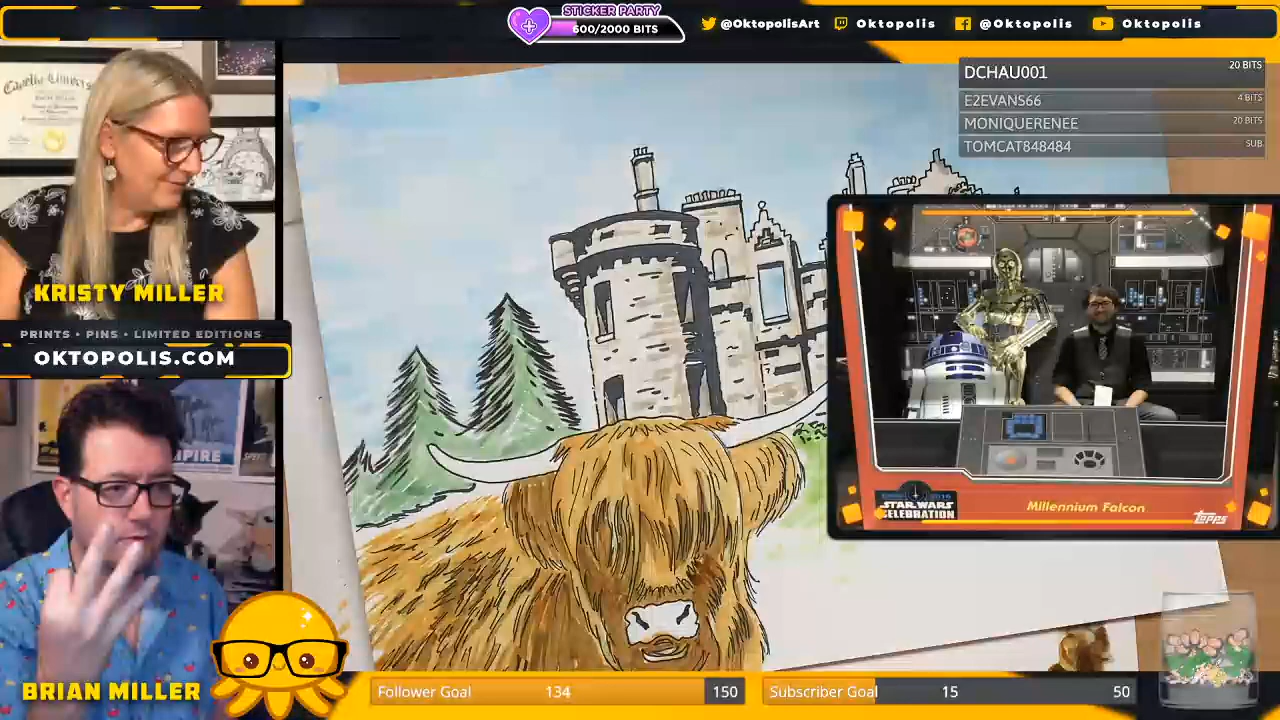 STICKER PARTY
600/2000 BITS
@OktopolisArt
Oktopolis
@Oktopolis
Oktopolis
DCHAU001 20 BITS
E2EVANS66 4 BITS
MONIQUERENEE 20 BITS
TOMCAT848484 SUB
KRISTY MILLER
PRINTS • PINS • LIMITED EDITIONS
OKTOPOLIS.COM
STAR WARS
CELEBRATION
Millennium Falcon
topps
BRIAN MILLER
Follower Goal 134 150
Subscriber Goal 15 50